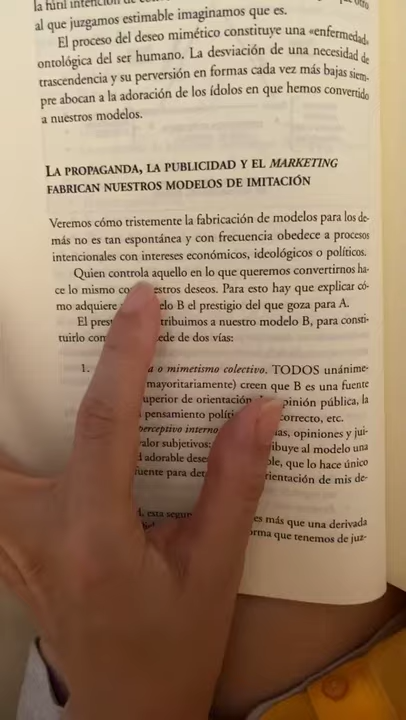 la fútil intención de
al que juzgamos estimable imaginamos que es.
El proceso del deseo mimético constituye una «enfermedad»
ontológica del ser humano. La desviación de una necesidad de
trascendencia y su perversión en formas cada vez más bajas siem-
pre abocan a la adoración de los ídolos en que hemos convertido
a nuestros modelos.
LA PROPAGANDA, LA PUBLICIDAD Y EL MARKETING
FABRICAN NUESTROS MODELOS DE IMITACIÓN
Veremos cómo tristemente la fabricación de modelos para los de-
más no es tan espontánea y con frecuencia obedece a procesos
intencionales con intereses económicos, ideológicos o políticos.
Quien controla aquello en lo que queremos convertirnos ha-
ce lo mismo estros deseos. Para esto hay que explicar có-
mo adquiere elo B el prestigio del que goza para A.
El pres tribuimos a nuestro modelo B, para consti-
tuirlo com ede de dos vías:
1. a o mimetismo colectivo. TODOS unánime-
mayoritariamente) creen que B es una fuente
uperior de orientación pinión pública, la
pensamiento polít correcto, etc.
perceptivo interno as, opiniones y jui-
alor subjetivos: ibuye al modelo una
adorable dese ble, que lo hace único
uente para det rientación de mis de-
esta segun es más que una derivada
orma que tenemos de juz-